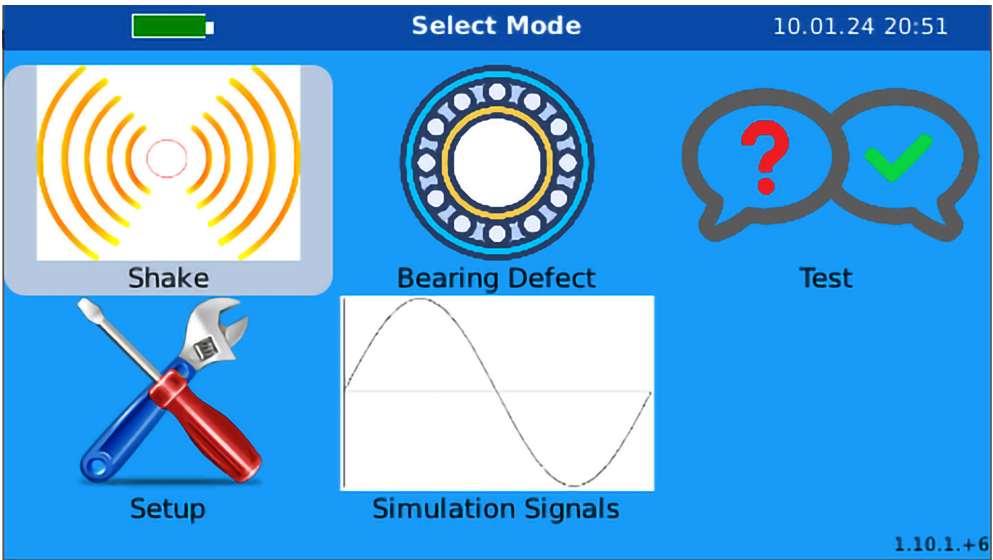 Select Mode
10.01.24 20:51
Shake
Bearing Defect
Test
Setup
Simulation Signals
1.10.1.+6